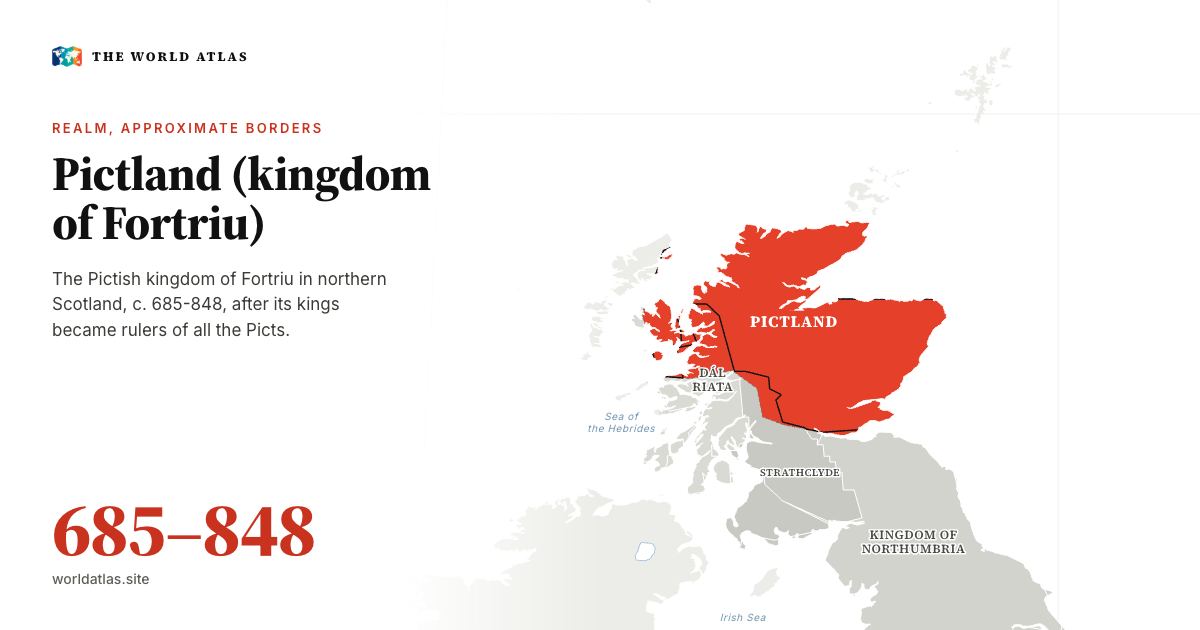 THE WORLD ATLAS
REALM, APPROXIMATE BORDERS
Pictland (kingdom
of Fortriu)
The Pictish kingdom of Fortriu in northern
Scotland, c. 685-848, after its kings
became rulers of all the Picts.
685–848
worldatlas.site
PICTLAND
DÁL
RIATA
Sea of
the Hebrides
STRATHCLYDE
KINGDOM OF
NORTHUMBRIA
Irish Sea